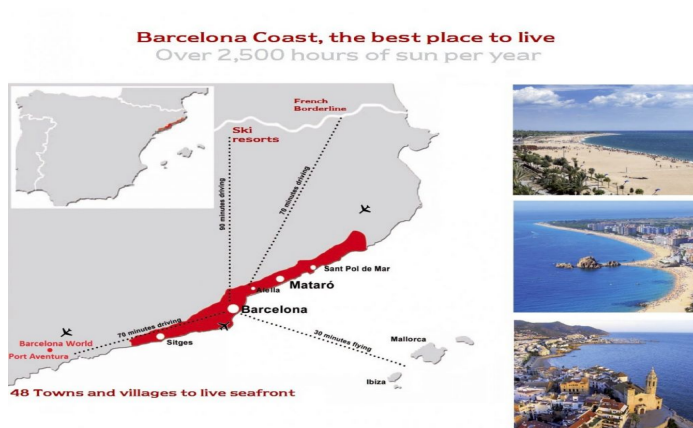 Barcelona Coast, the best place to live
Over 2,500 hours of sun per year
French
Borderline
Ski
resorts
90 minutes driving
70 minutes driving
Sant Pol de Mar
Mataró
Alella
Barcelona
70 minutes driving
30 minutes flying
Barcelona World
Port Aventura
Sitges
Mallorca
Ibiza
48 Towns and villages to live seafront